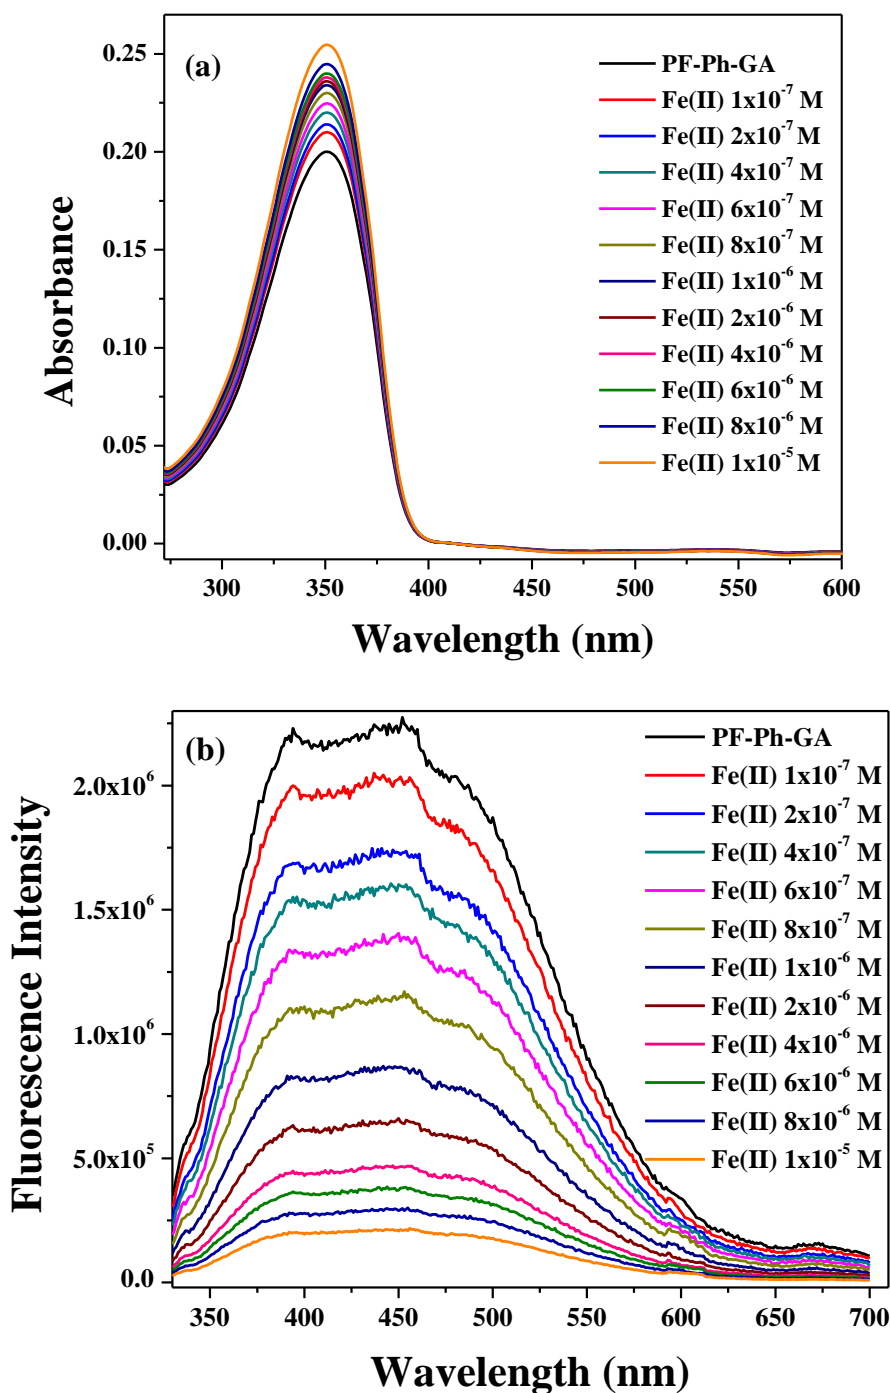 (a)
0.25
0.20
0.15
0.10
0.05
0.00
Absorbance
PF-Ph-GA
Fe(II) 1x10⁻⁷ M
Fe(II) 2x10⁻⁷ M
Fe(II) 4x10⁻⁷ M
Fe(II) 6x10⁻⁷ M
Fe(II) 8x10⁻⁷ M
Fe(II) 1x10⁻⁶ M
Fe(II) 2x10⁻⁶ M
Fe(II) 4x10⁻⁶ M
Fe(II) 6x10⁻⁶ M
Fe(II) 8x10⁻⁶ M
Fe(II) 1x10⁻⁵ M
300 350 400 450 500 550 600
Wavelength (nm)
(b)
2.0x10⁶
1.5x10⁶
1.0x10⁶
5.0x10⁵
0.0
Fluorescence Intensity
PF-Ph-GA
Fe(II) 1x10⁻⁷ M
Fe(II) 2x10⁻⁷ M
Fe(II) 4x10⁻⁷ M
Fe(II) 6x10⁻⁷ M
Fe(II) 8x10⁻⁷ M
Fe(II) 1x10⁻⁶ M
Fe(II) 2x10⁻⁶ M
Fe(II) 4x10⁻⁶ M
Fe(II) 6x10⁻⁶ M
Fe(II) 8x10⁻⁶ M
Fe(II) 1x10⁻⁵ M
350 400 450 500 550 600 650 700
Wavelength (nm)